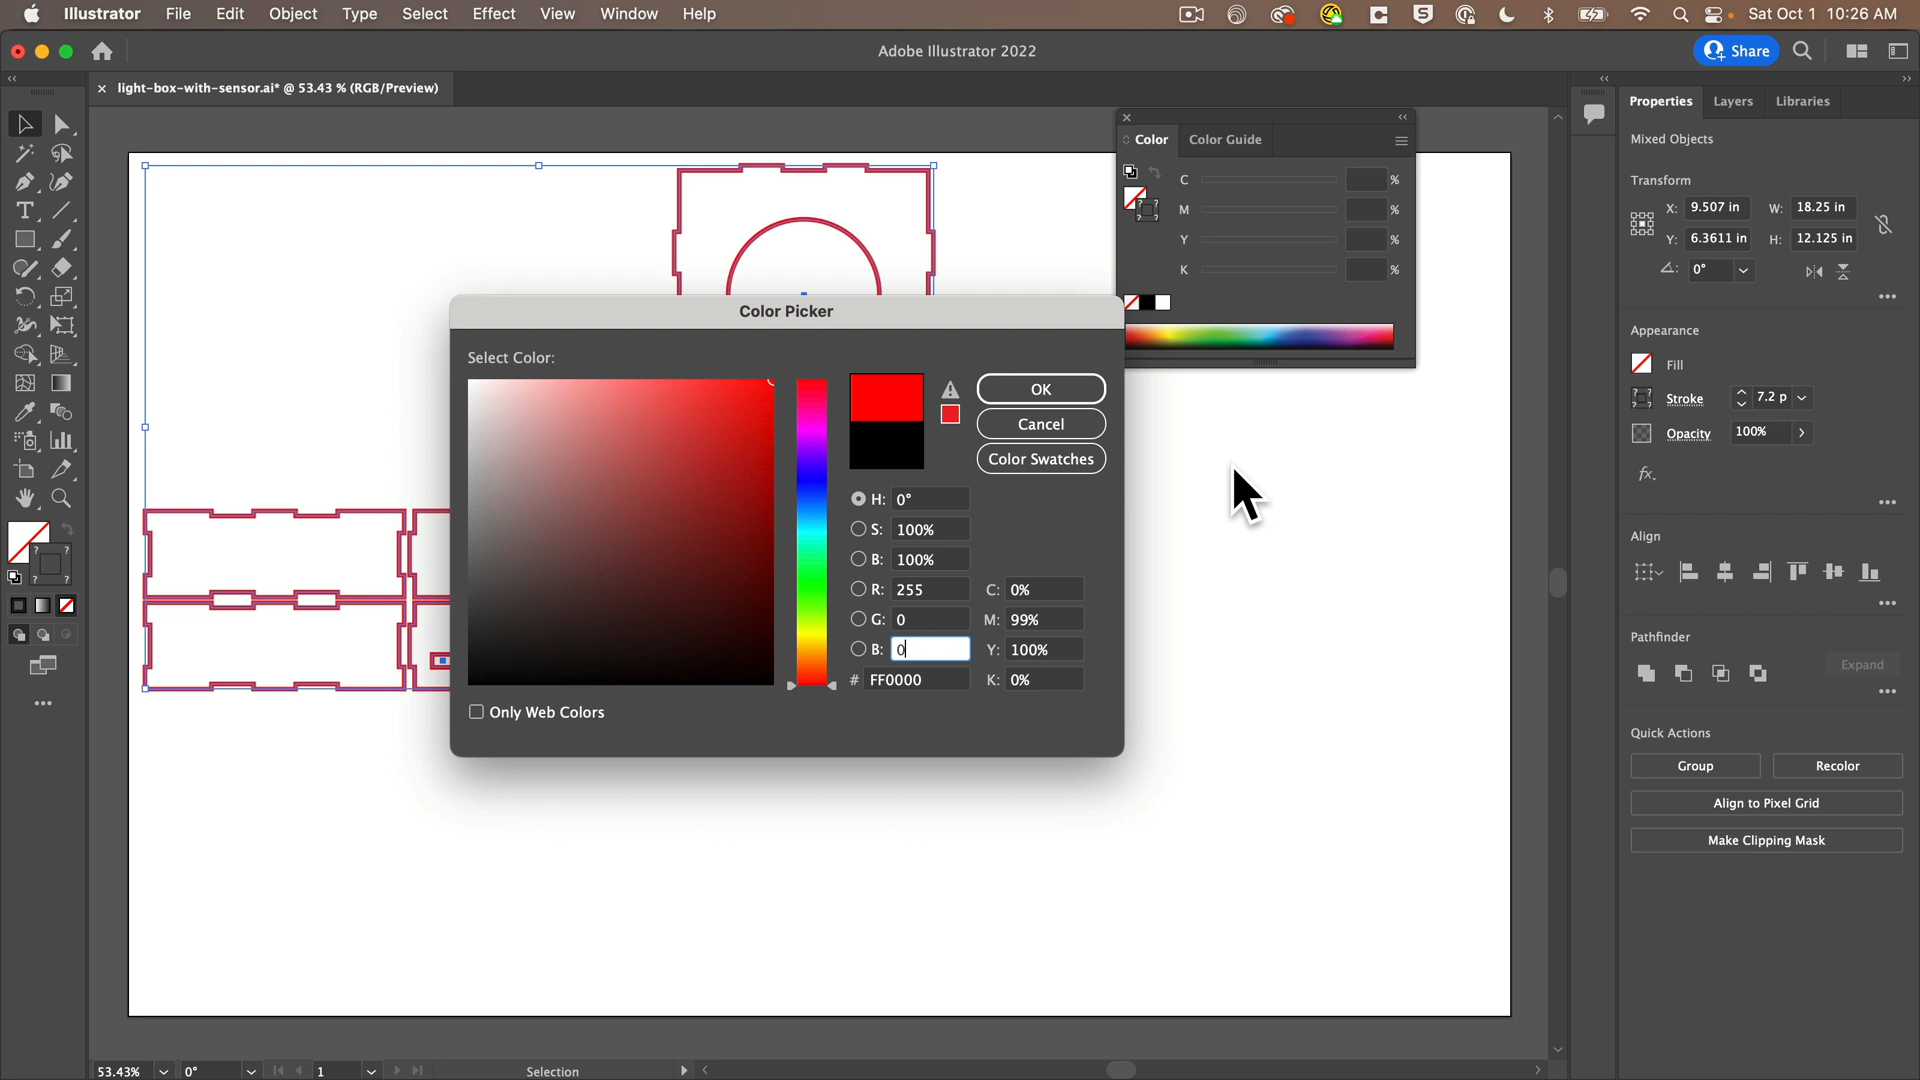 Illustrator File Edit Object Type Select Effect View Window Help Sat Oct 1 10:26 AM
Adobe Illustrator 2022
Share
× light-box-with-sensor.ai* @ 53.43 % (RGB/Preview)
Properties Layers Libraries
Mixed Objects
Color Color Guide
C %
M %
Y %
K %
Transform
X: 9.507 in W: 18.25 in
Y: 6.3611 in H: 12.125 in
0°
Appearance
Fill
Stroke 7.2 p
Opacity 100%
fx.
Align
Pathfinder
Expand
Quick Actions
Group Recolor
Align to Pixel Grid
Make Clipping Mask
Color Picker
Select Color:
OK
Cancel
Color Swatches
H: 0°
S: 100%
B: 100%
R: 255 C: 0%
G: 0 M: 99%
B: 0 Y: 100%
# FF0000 K: 0%
Only Web Colors
53.43% 0° 1 Selection